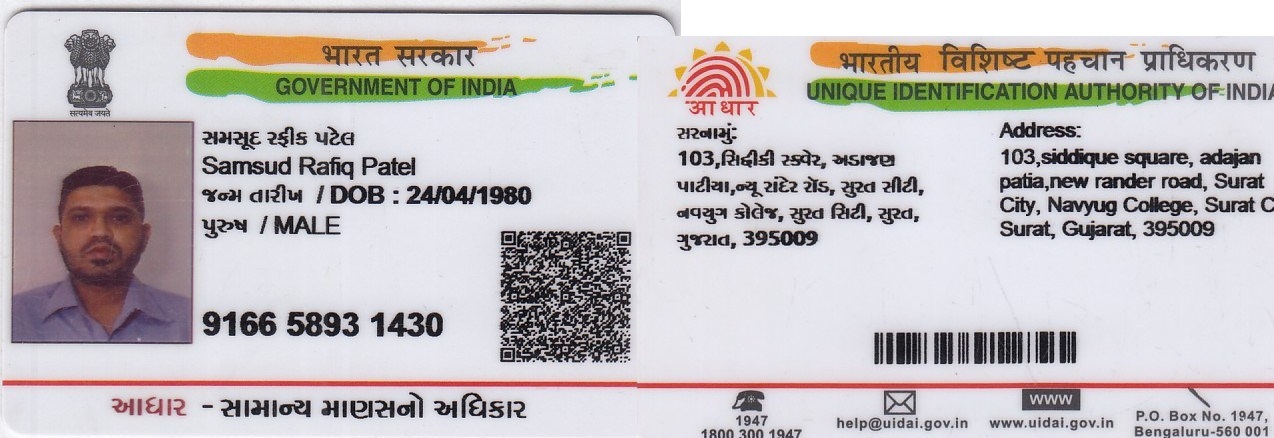 भारत सरकार
GOVERNMENT OF INDIA
सत्यमेव जयते
સમસૂદ રફીક પટેલ
Samsud Rafiq Patel
જન્મ તારીખ / DOB : 24/04/1980
પુરુષ / MALE
9166 5893 1430
આધાર - સામાન્ય માણસનો અધિકાર
भारतीय विशिष्ट पहचान प्राधिकरण
UNIQUE IDENTIFICATION AUTHORITY OF INDIA
आधार
સરનામું:
103,સિદ્દીકી સ્ક્વેર, અડાજણ
પાટીયા,ન્યૂ રાંદેર રોડ, સુરત સીટી,
નવયુગ કોલેજ, સુરત સિટી, સુરત,
ગુજરાત, 395009
Address:
103,siddique square, adajan
patia,new rander road, Surat
City, Navyug College, Surat C
Surat, Gujarat, 395009
1947
1800 300 1947
help@uidai.gov.in
www
www.uidai.gov.in
P.O. Box No. 1947,
Bengaluru-560 001